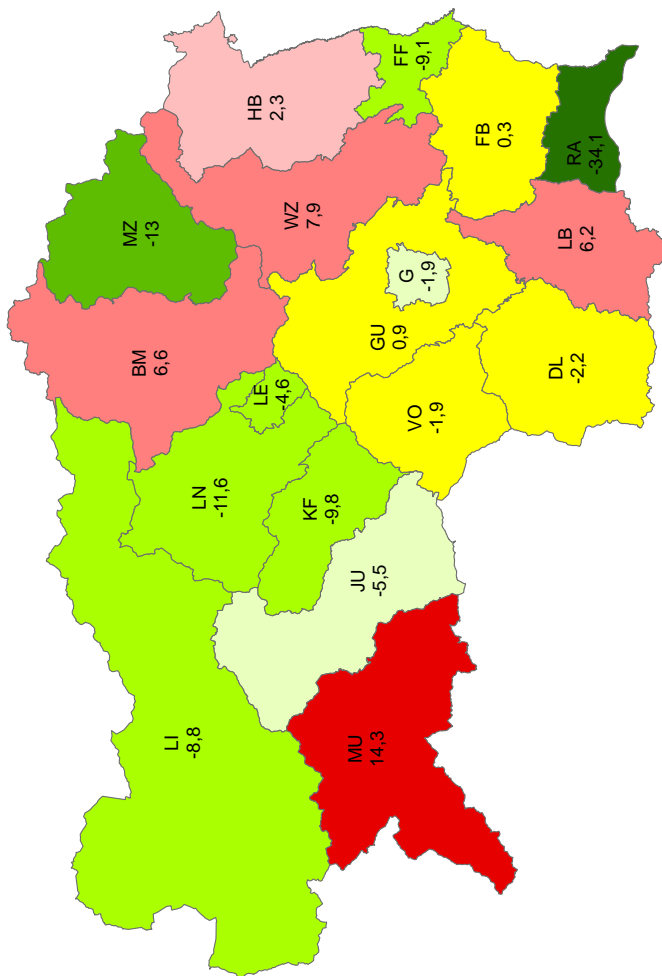 MZ
-13
BM
6,6
LI
-8,8
LN
-11,6
HB
2,3
LE
-4,6
WZ
7,9
KF
-9,8
MU
14,3
JU
-5,5
GU
0,9
FF
-9,1
G
-1,9
VO
-1,9
FB
0,3
DL
-2,2
LB
6,2
RA
-34,1